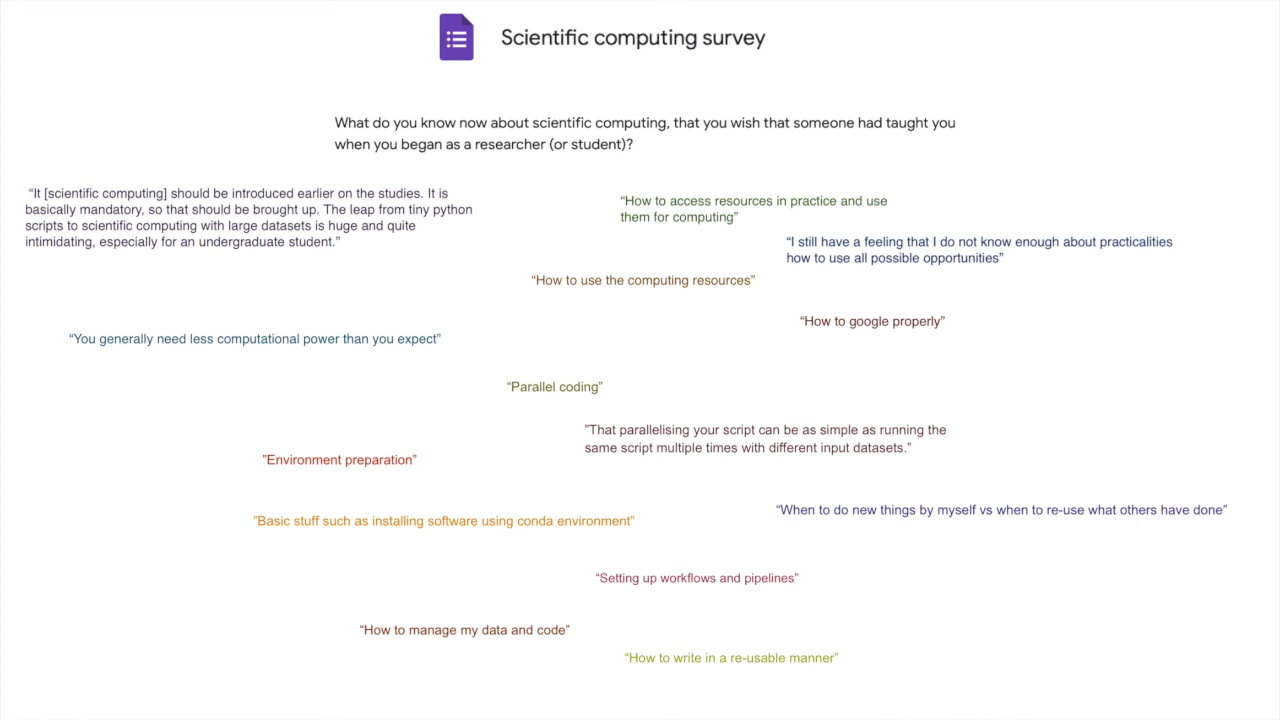 Scientific computing survey
What do you know now about scientific computing, that you wish that someone had taught you
when you began as a researcher (or student)?
“It [scientific computing] should be introduced earlier on the studies. It is
basically mandatory, so that should be brought up. The leap from tiny python
scripts to scientific computing with large datasets is huge and quite
intimidating, especially for an undergraduate student.”
“How to access resources in practice and use
them for computing”
“I still have a feeling that I do not know enough about practicalities
how to use all possible opportunities”
“How to use the computing resources”
“How to google properly”
“You generally need less computational power than you expect”
“Parallel coding”
”That parallelising your script can be as simple as running the
same script multiple times with different input datasets.”
”Environment preparation”
“When to do new things by myself vs when to re-use what others have done”
”Basic stuff such as installing software using conda environment”
“Setting up workflows and pipelines”
“How to manage my data and code”
“How to write in a re-usable manner”